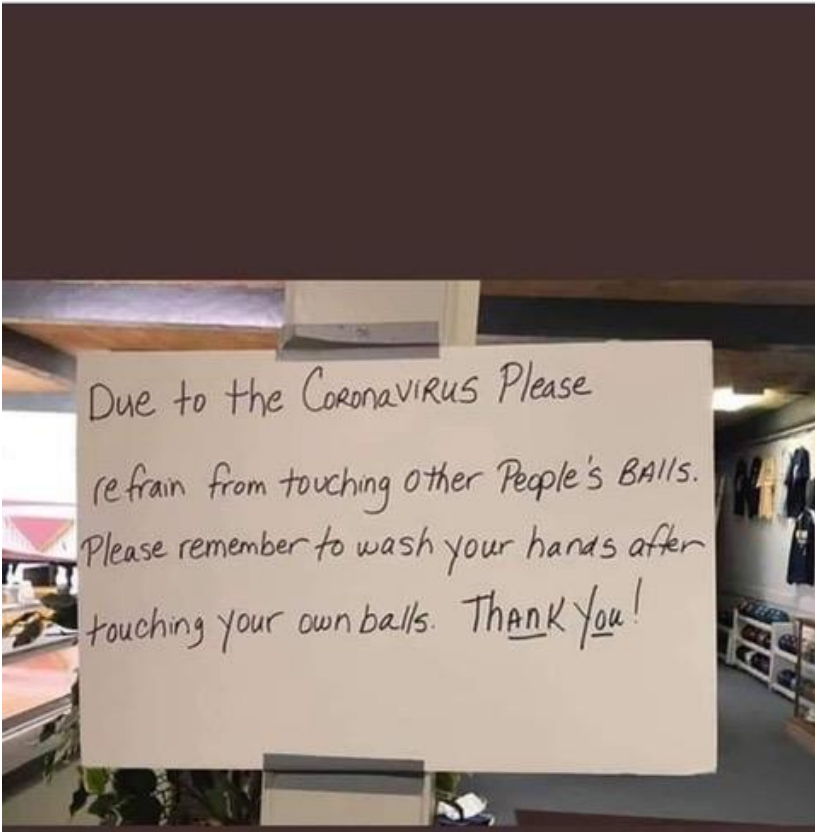 Due to the CORONAVIRUS Please
refrain from touching other People's BAlls.
Please remember to wash your hands after
touching your own balls. ThANK You!